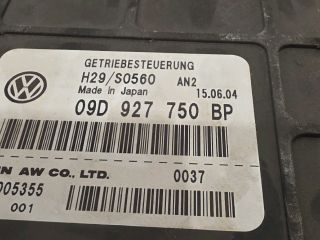 GETRIEBESTEUERUNG
H29/S0560 AN2
Made in Japan 15.06.04
09D 927 750 BP
AW CO., LTD.
0037
001